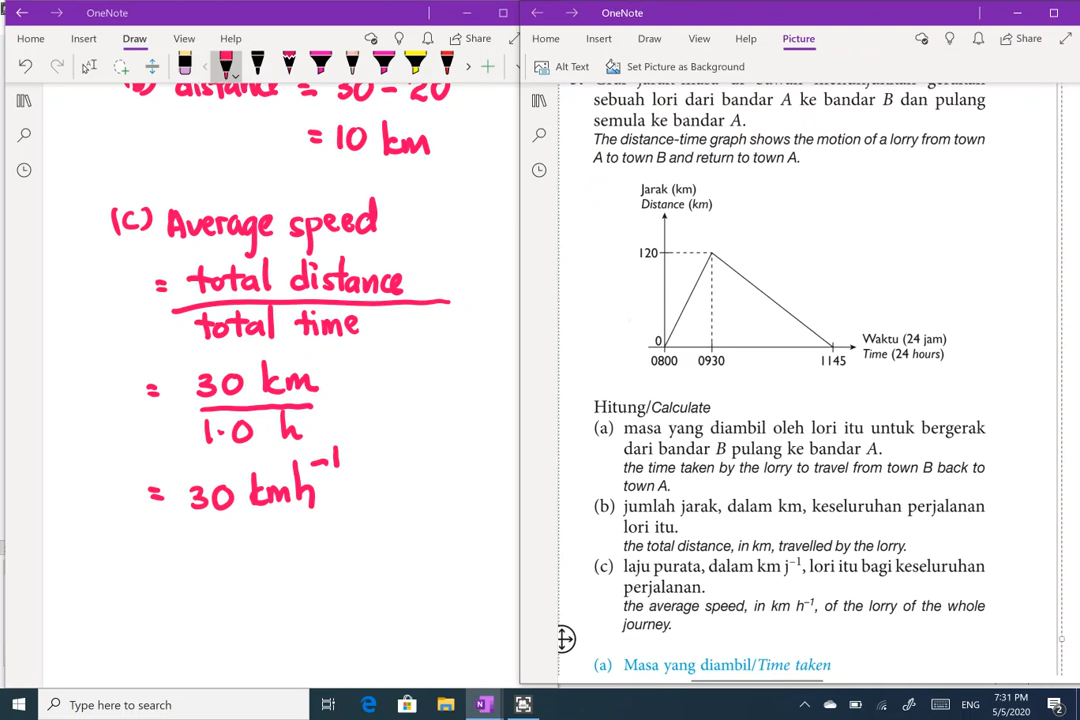 OneNote
Home Insert Draw View Help Share
distance = 30 - 20
= 10 km
(c) Average speed
= total distance
total time
= 30 km
1.0 h
= 30 kmh⁻¹
OneNote
Home Insert Draw View Help Picture Share
Alt Text Set Picture as Background
sebuah lori dari bandar A ke bandar B dan pulang
semula ke bandar A.
The distance-time graph shows the motion of a lorry from town
A to town B and return to town A.
Jarak (km)
Distance (km)
120
0
0800 0930 1145
Waktu (24 jam)
Time (24 hours)
Hitung/Calculate
(a) masa yang diambil oleh lori itu untuk bergerak
dari bandar B pulang ke bandar A.
the time taken by the lorry to travel from town B back to
town A.
(b) jumlah jarak, dalam km, keseluruhan perjalanan
lori itu.
the total distance, in km, travelled by the lorry.
(c) laju purata, dalam km j⁻¹, lori itu bagi keseluruhan
perjalanan.
the average speed, in km h⁻¹, of the lorry of the whole
journey.
(a) Masa yang diambil/Time taken
Type here to search
ENG
7:31 PM
5/5/2020
2